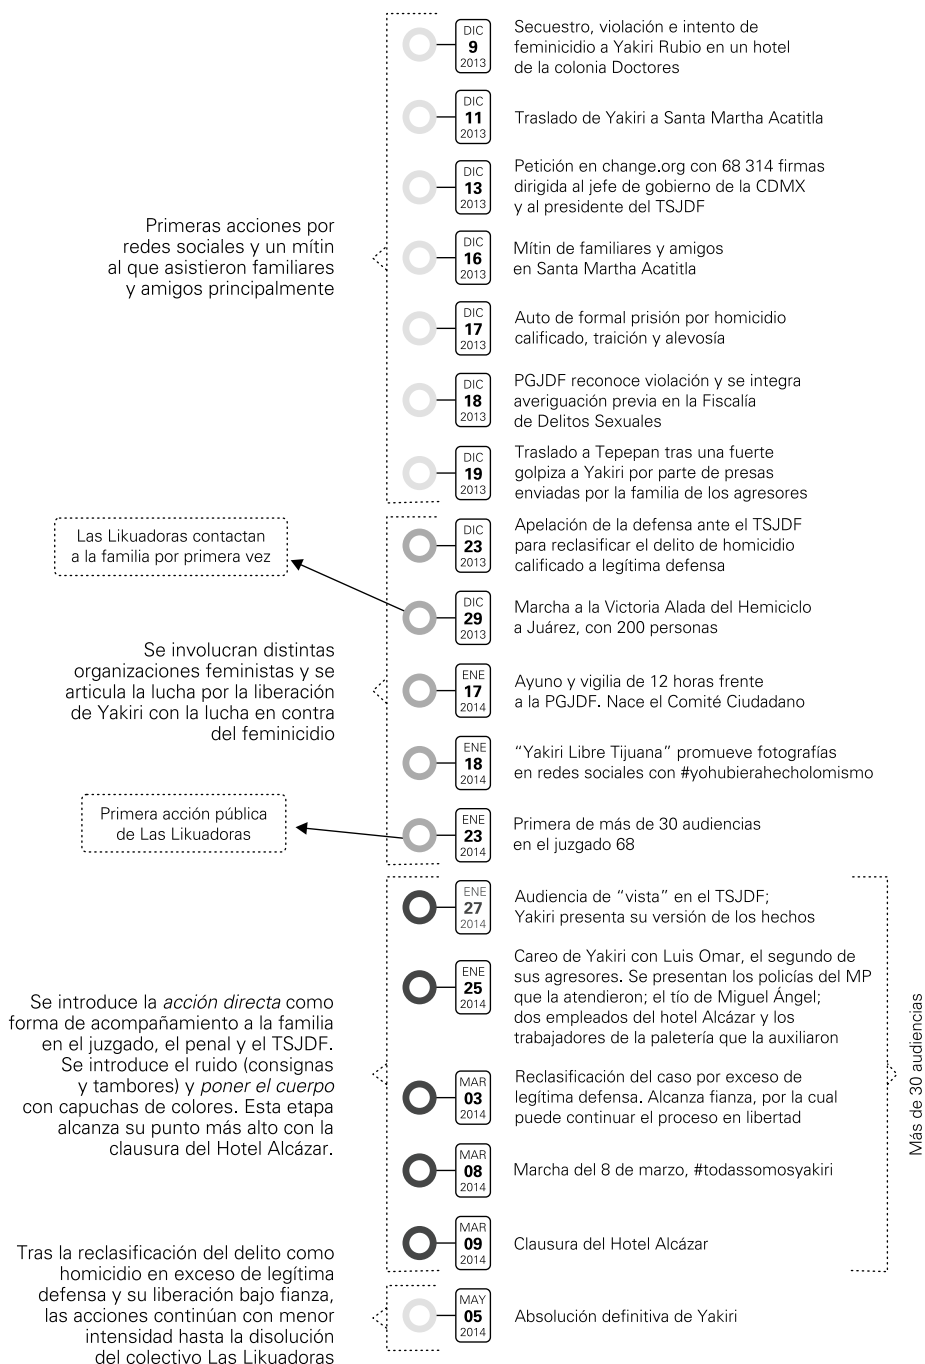 DIC
9
2013
Secuestro, violación e intento de
feminicidio a Yakiri Rubio en un hotel
de la colonia Doctores
DIC
11
2013
Traslado de Yakiri a Santa Martha Acatitla
DIC
13
2013
Petición en change.org con 68 314 firmas
dirigida al jefe de gobierno de la CDMX
y al presidente del TSJDF
Primeras acciones por
redes sociales y un mítin
al que asistieron familiares
y amigos principalmente
DIC
16
2013
Mítin de familiares y amigos
en Santa Martha Acatitla
DIC
17
2013
Auto de formal prisión por homicidio
calificado, traición y alevosía
DIC
18
2013
PGJDF reconoce violación y se integra
averiguación previa en la Fiscalía
de Delitos Sexuales
DIC
19
2013
Traslado a Tepepan tras una fuerte
golpiza a Yakiri por parte de presas
enviadas por la familia de los agresores
Las Likuadoras contactan
a la familia por primera vez
DIC
23
2013
Apelación de la defensa ante el TSJDF
para reclasificar el delito de homicidio
calificado a legítima defensa
DIC
29
2013
Marcha a la Victoria Alada del Hemiciclo
a Juárez, con 200 personas
Se involucran distintas
organizaciones feministas y se
articula la lucha por la liberación
de Yakiri con la lucha en contra
del feminicidio
ENE
17
2014
Ayuno y vigilia de 12 horas frente
a la PGJDF. Nace el Comité Ciudadano
ENE
18
2014
“Yakiri Libre Tijuana” promueve fotografías
en redes sociales con #yohubierahecholomismo
Primera acción pública
de Las Likuadoras
ENE
23
2014
Primera de más de 30 audiencias
en el juzgado 68
ENE
27
2014
Audiencia de “vista” en el TSJDF;
Yakiri presenta su versión de los hechos
ENE
25
2014
Careo de Yakiri con Luis Omar, el segundo de
sus agresores. Se presentan los policías del MP
que la atendieron; el tío de Miguel Ángel;
dos empleados del hotel Alcázar y los
trabajadores de la paletería que la auxiliaron
Se introduce la acción directa como
forma de acompañamiento a la familia
en el juzgado, el penal y el TSJDF.
Se introduce el ruido (consignas
y tambores) y poner el cuerpo
con capuchas de colores. Esta etapa
alcanza su punto más alto con la
clausura del Hotel Alcázar.
MAR
03
2014
Reclasificación del caso por exceso de
legítima defensa. Alcanza fianza, por la cual
puede continuar el proceso en libertad
Más de 30 audiencias
MAR
08
2014
Marcha del 8 de marzo, #todassomosyakiri
MAR
09
2014
Clausura del Hotel Alcázar
Tras la reclasificación del delito como
homicidio en exceso de legítima
defensa y su liberación bajo fianza,
las acciones continúan con menor
intensidad hasta la disolución
del colectivo Las Likuadoras
MAY
05
2014
Absolución definitiva de Yakiri